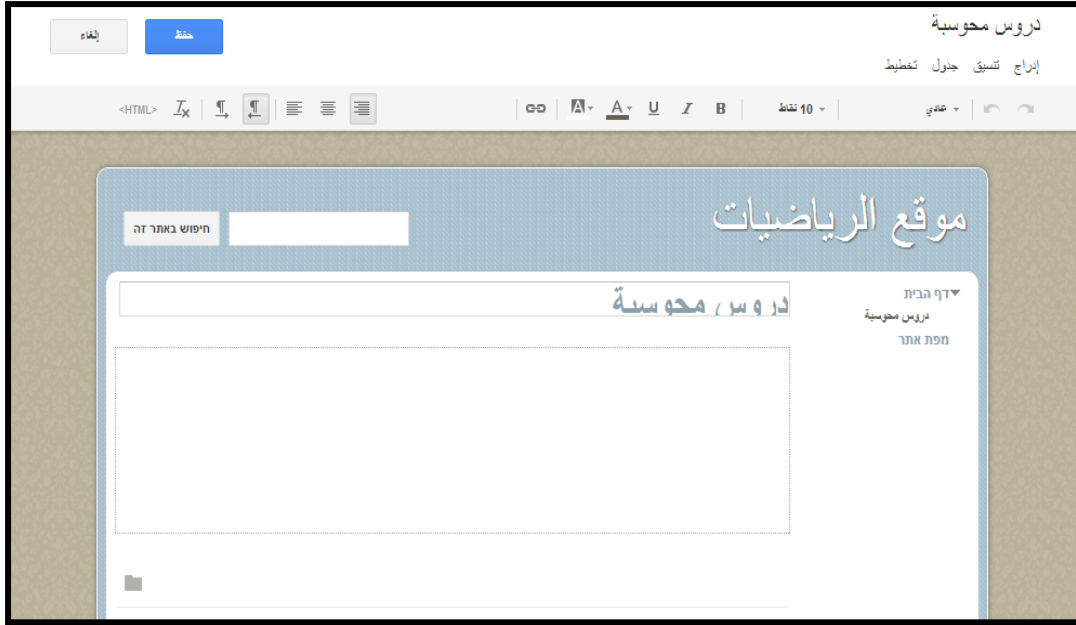 دروس محوسبة
حفظ إلغاء
إدراج تنسيق جدول تخطيط
عادي 10 نقاط B I U A A <HTML>
موقع الرياضيات
חיפוש באתר זה
דף הבית
دروس محوسبة
מפת אתר
دروس محوسبة